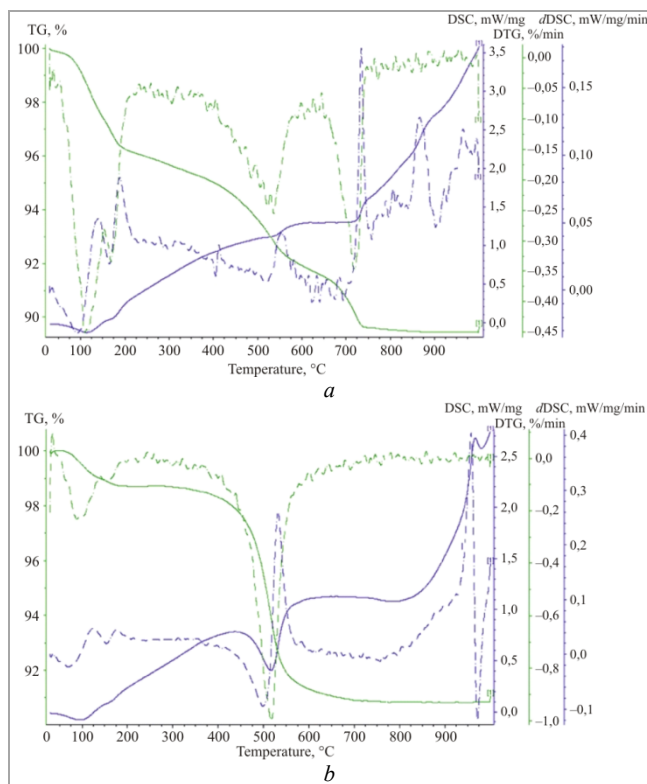 DSC, mW/mg dDSC, mW/mg/min
TG, % DTG, %/min
100 3,5 0,00
0,15
98 3,0 –0,05
–0,10
2,5
96 –0,15 0,10
2,0
–0,20
94 1,5 –0,25 0,05
–0,30
1,0
92 –0,35
0,5 0,00
–0,40
90 0,0 –0,45
0 100 200 300 400 500 600 700 800 900
Temperature, °C
a
DSC, mW/mg dDSC, mW/mg/min
TG, % DTG, %/min
100 2,5 0,0 0,4
0,3
98 2,0 –0,2
0,2
96 1,5 –0,4
94 1,0 –0,6 0,1
0,5 –0,8 0,0
92
0,0 –1,0 –0,1
0 100 200 300 400 500 600 700 800 900
Temperature, °C
b